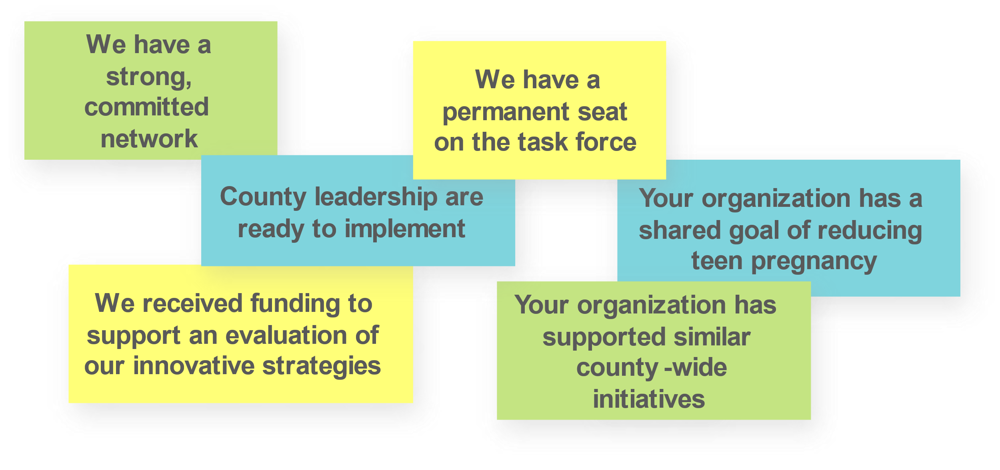 We have a
strong,
committed
network
We have a
permanent seat
on the task force
County leadership are
ready to implement
Your organization has a
shared goal of reducing
teen pregnancy
We received funding to
support an evaluation of
our innovative strategies
Your organization has
supported similar
county -wide
initiatives